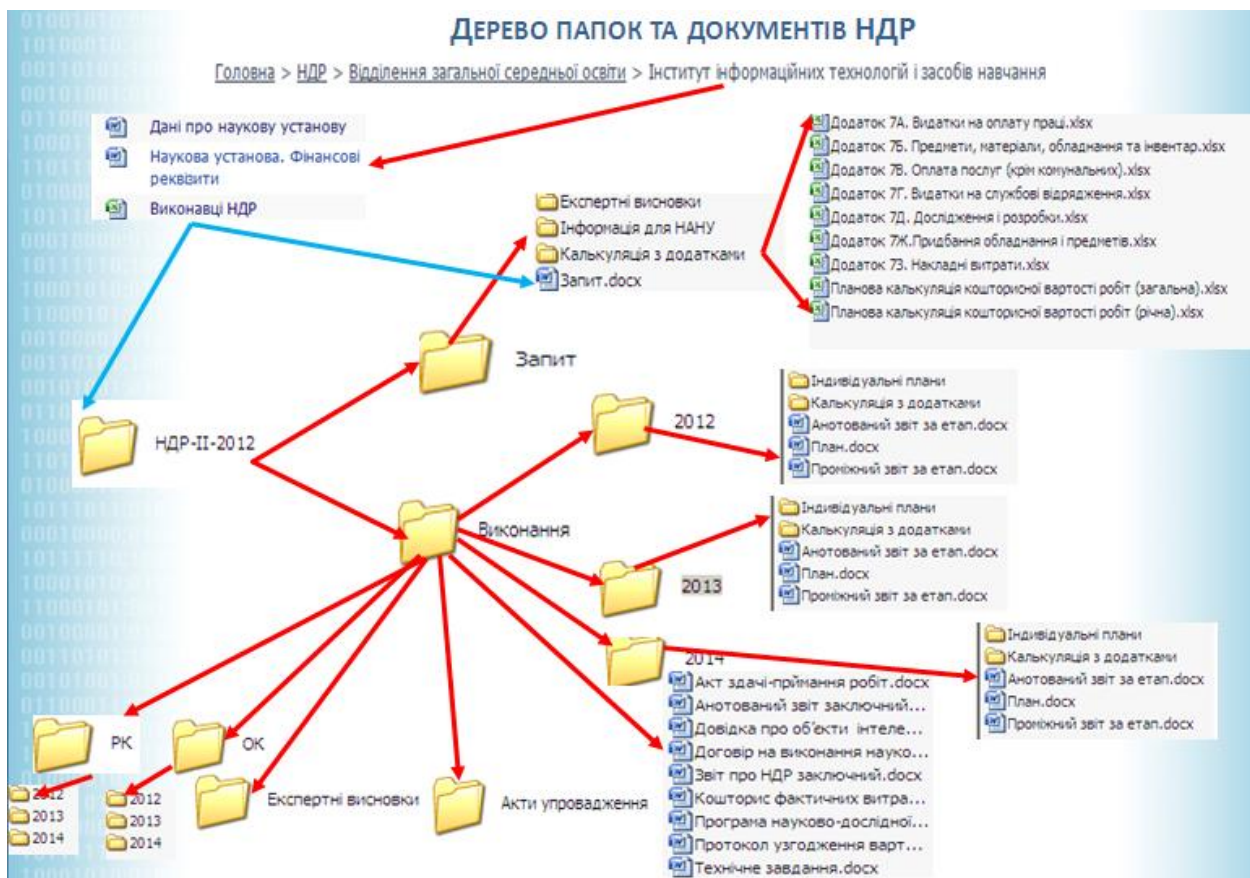 ДЕРЕВО ПАПОК ТА ДОКУМЕНТІВ НДР
Головна > НДР > Відділення загальної середньої освіти > Інститут інформаційних технологій і засобів навчання
Дані про наукову установу
Наукова установа. Фінансові
реквізити
Виконавці НДР
Експертні висновки
Інформація для НАНУ
Калькуляція з додатками
Запит.docx
Додаток 7А. Видатки на оплату праці.xlsx
Додаток 7Б. Предмети, матеріали, обладнання та інвентар.xlsx
Додаток 7В. Оплата послуг (крім комунальних).xlsx
Додаток 7Г. Видатки на службові відрядження.xlsx
Додаток 7Д. Дослідження і розробки.xlsx
Додаток 7Ж.Придбання обладнання і предметів.xlsx
Додаток 7З. Накладні витрати.xlsx
Планова калькуляція кошторисної вартості робіт (загальна).xlsx
Планова калькуляція кошторисної вартості робіт (річна).xlsx
Запит
НДР-ІІ-2012
2012
Індивідуальні плани
Калькуляція з додатками
Анотований звіт за етап.docx
План.docx
Проміжний звіт за етап.docx
Виконання
2013
Індивідуальні плани
Калькуляція з додатками
Анотований звіт за етап.docx
План.docx
Проміжний звіт за етап.docx
2014
Індивідуальні плани
Калькуляція з додатками
Анотований звіт за етап.docx
План.docx
Проміжний звіт за етап.docx
Акт здачі-прймання робіт.docx
Анотований звіт заключний...
Довідка про об'єкти інтеле...
Договір на виконання науко...
Звіт про НДР заключний.docx
Кошторис фактичних витра...
Програма науково-дослідної...
Протокол узгодження варт...
Технічне завдання.docx
РК
ОК
Експертні висновки
Акти упровадження
2012
2013
2014
2012
2013
2014